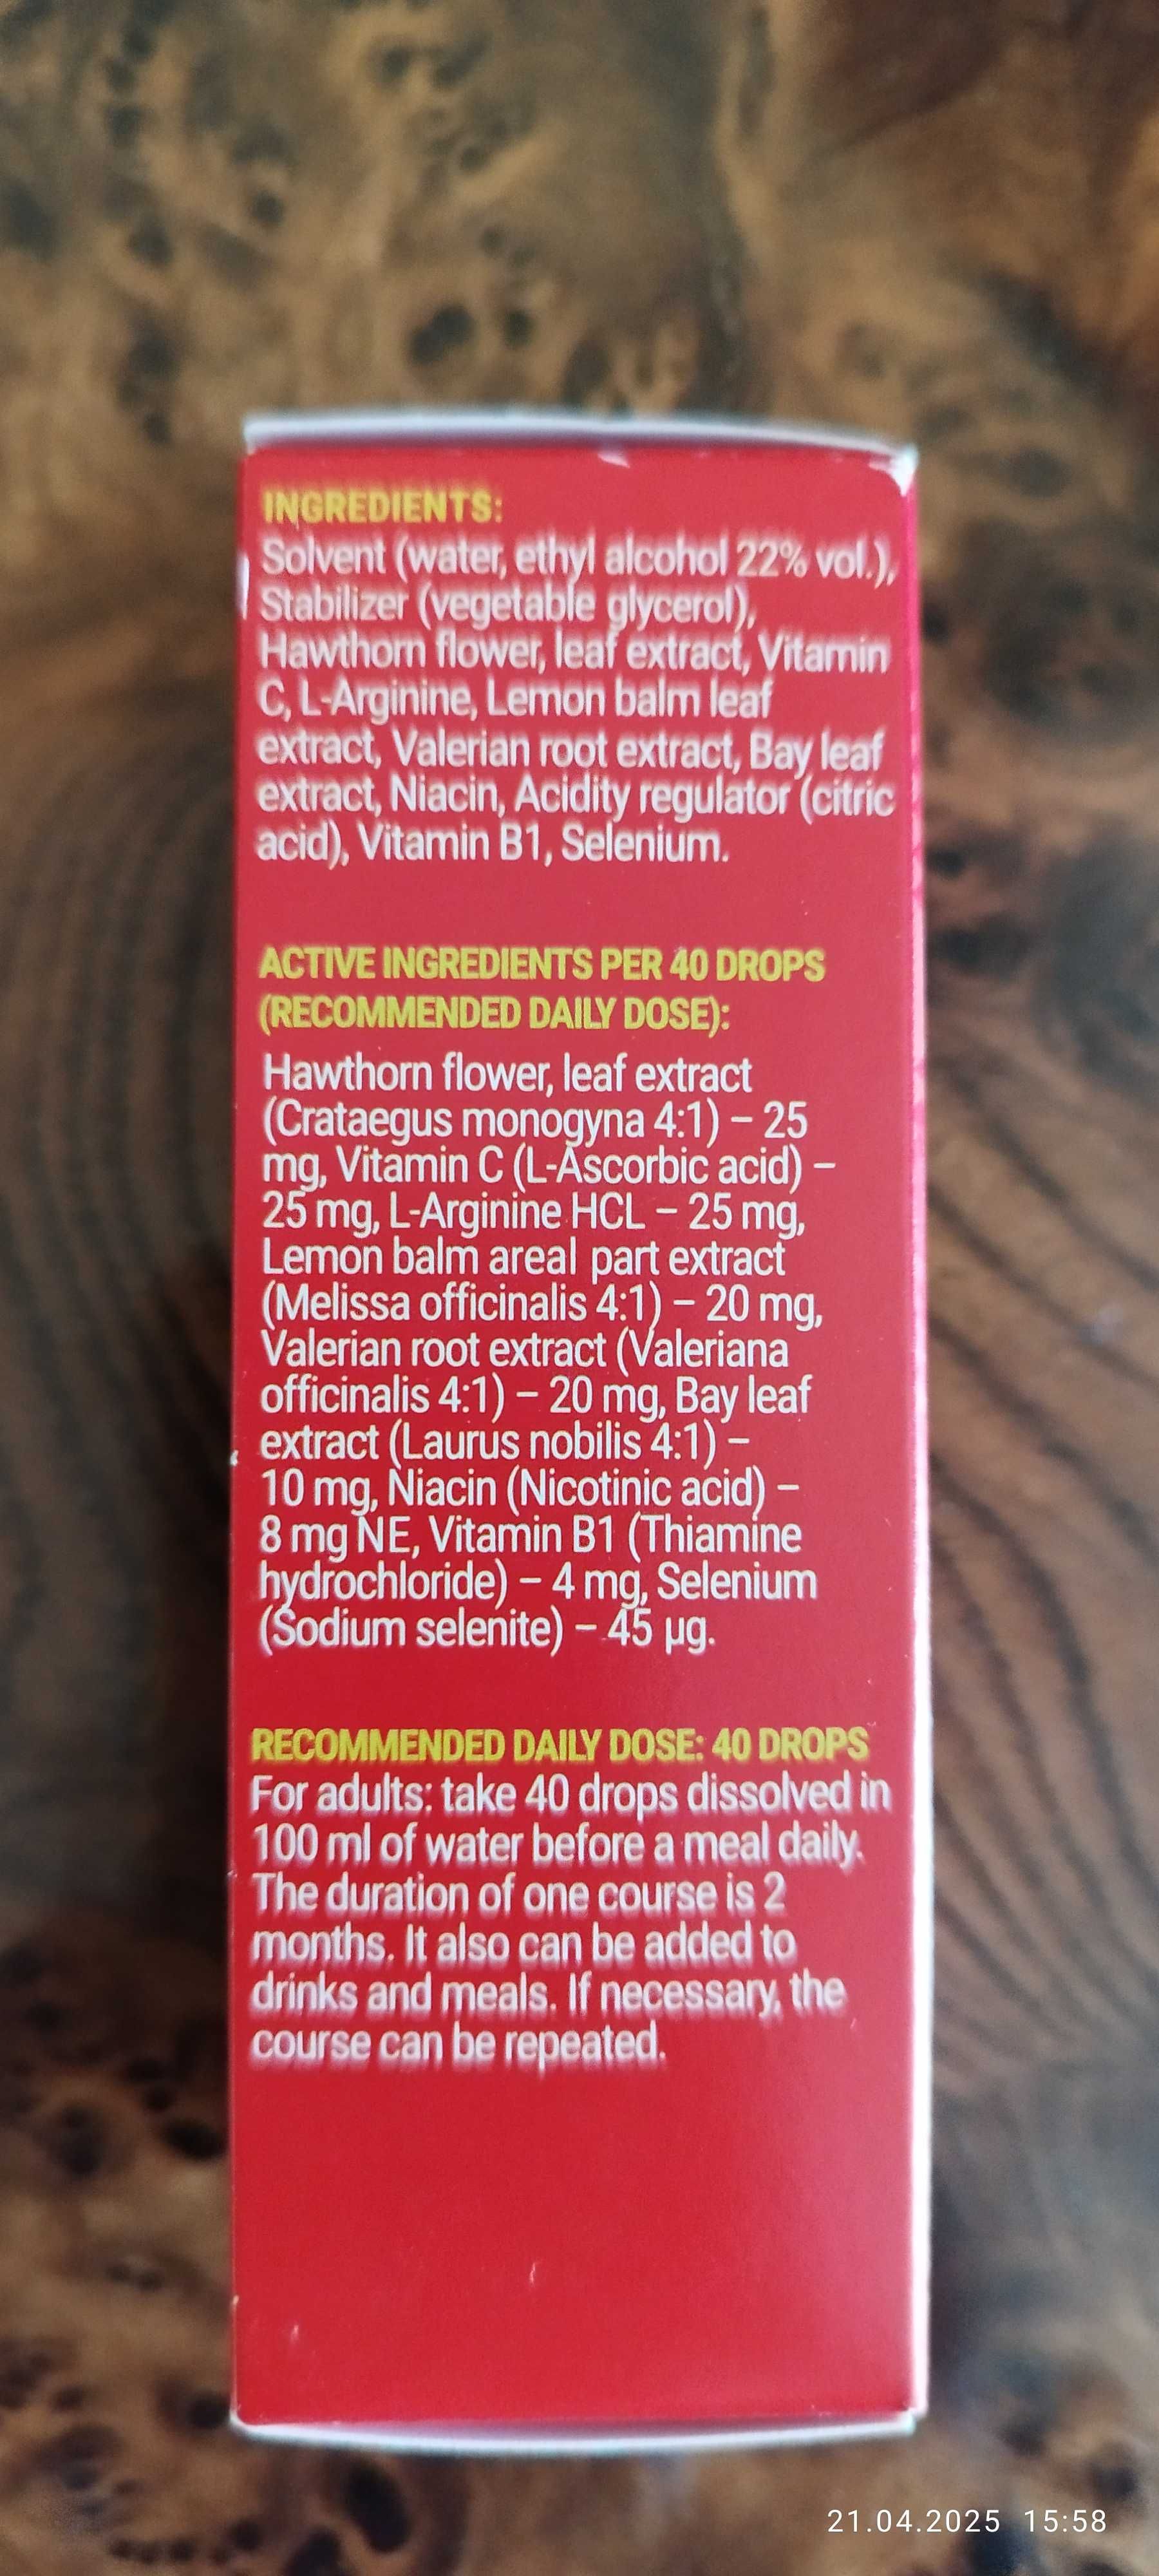 INGREDIENTS:
Solvent (water, ethyl alcohol 22% vol.),
Stabilizer (vegetable glycerol),
Hawthorn flower, leaf extract, Vitamin
C, L-Arginine, Lemon balm leaf
extract, Valerian root extract, Bay leaf
extract, Niacin, Acidity regulator (citric
acid), Vitamin B1, Selenium.
ACTIVE INGREDIENTS PER 40 DROPS
(RECOMMENDED DAILY DOSE):
Hawthorn flower, leaf extract
(Crataegus monogyna 4:1) – 25
mg, Vitamin C (L-Ascorbic acid) –
25 mg, L-Arginine HCL – 25 mg,
Lemon balm areal part extract
(Melissa officinalis 4:1) – 20 mg,
Valerian root extract (Valeriana
officinalis 4:1) – 20 mg, Bay leaf
extract (Laurus nobilis 4:1) –
10 mg, Niacin (Nicotinic acid) –
8 mg NE, Vitamin B1 (Thiamine
hydrochloride) – 4 mg, Selenium
(Sodium selenite) – 45 µg.
RECOMMENDED DAILY DOSE: 40 DROPS
For adults: take 40 drops dissolved in
100 ml of water before a meal daily.
The duration of one course is 2
months. It also can be added to
drinks and meals. If necessary, the
course can be repeated.
21.04.2025 15:58